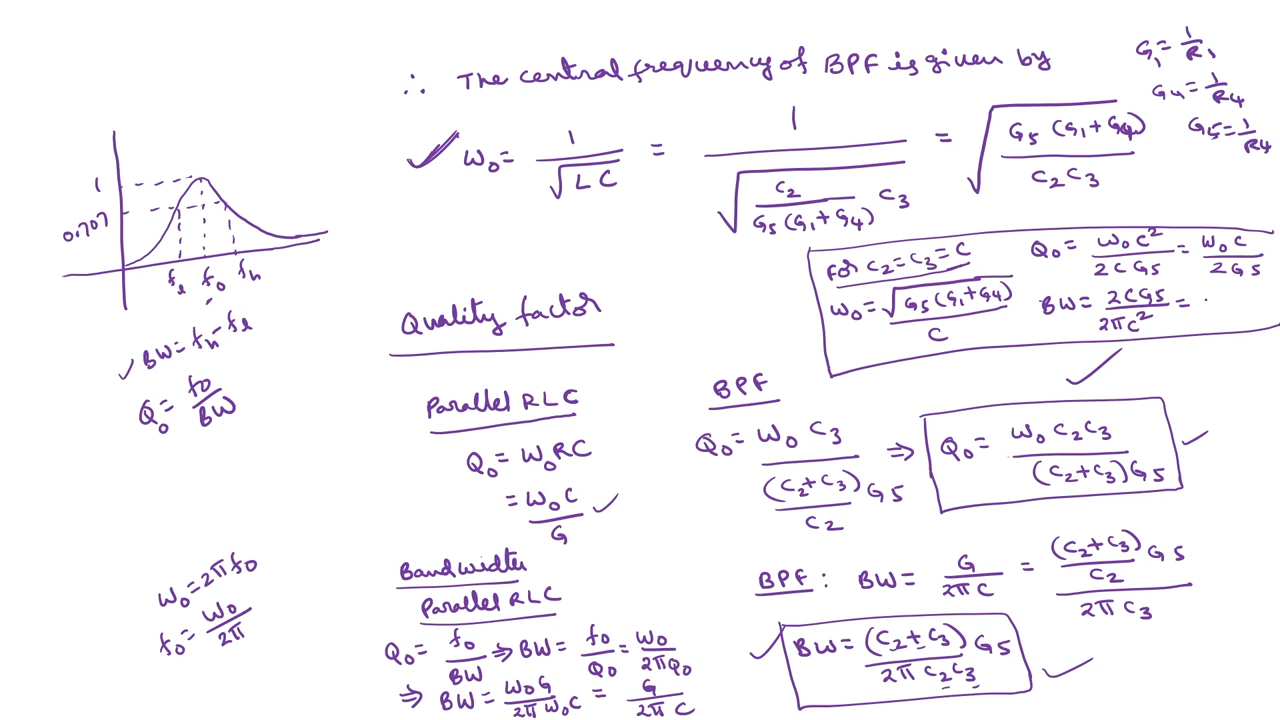 ∴ The central frequency of BPF is given by
G₁ = 1/R₁
G₄ = 1/R₄
G₅ = 1/R₄
ω₀ = 1/√(LC) = 1/√(C₂/(G₅(G₁+G₄)) C₃) = √(G₅(G₁+G₄)/(C₂C₃))
1
0.707
fₗ f₀ fₕ
BW = fₕ - fₗ
Q₀ = f₀/BW
ω₀ = 2πf₀
f₀ = ω₀/2π
for C₂ = C₃ = C
ω₀ = √(G₅(G₁+G₄))/C
Q₀ = ω₀C²/2CG5 = ω₀C/2G5
BW = 2CG5/2πC² =
Quality factor
Parallel RLC
Q₀ = ω₀RC
= ω₀C/G
BPF
Q₀ = ω₀C₃/((C₂+C₃)/C₂ G5) ⇒ Q₀ = ω₀C₂C₃/((C₂+C₃)G5)
Bandwidter
Parallel RLC
Q₀ = f₀/BW ⇒ BW = f₀/Q₀ = ω₀/2πQ₀
⇒ BW = ω₀G/2πω₀C = G/2πC
BPF : BW = G/2πC = ((C₂+C₃)/C₂ G5)/2πC₃
BW = (C₂+C₃)G5/2πC₂C₃